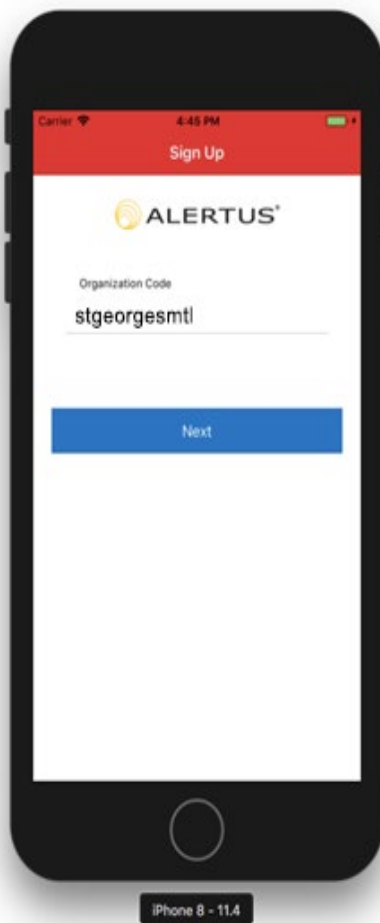 Carrier 4:45 PM
Sign Up
ALERTUS®
Organization Code
stgeorgesmtl
Next
iPhone 8 - 11.4